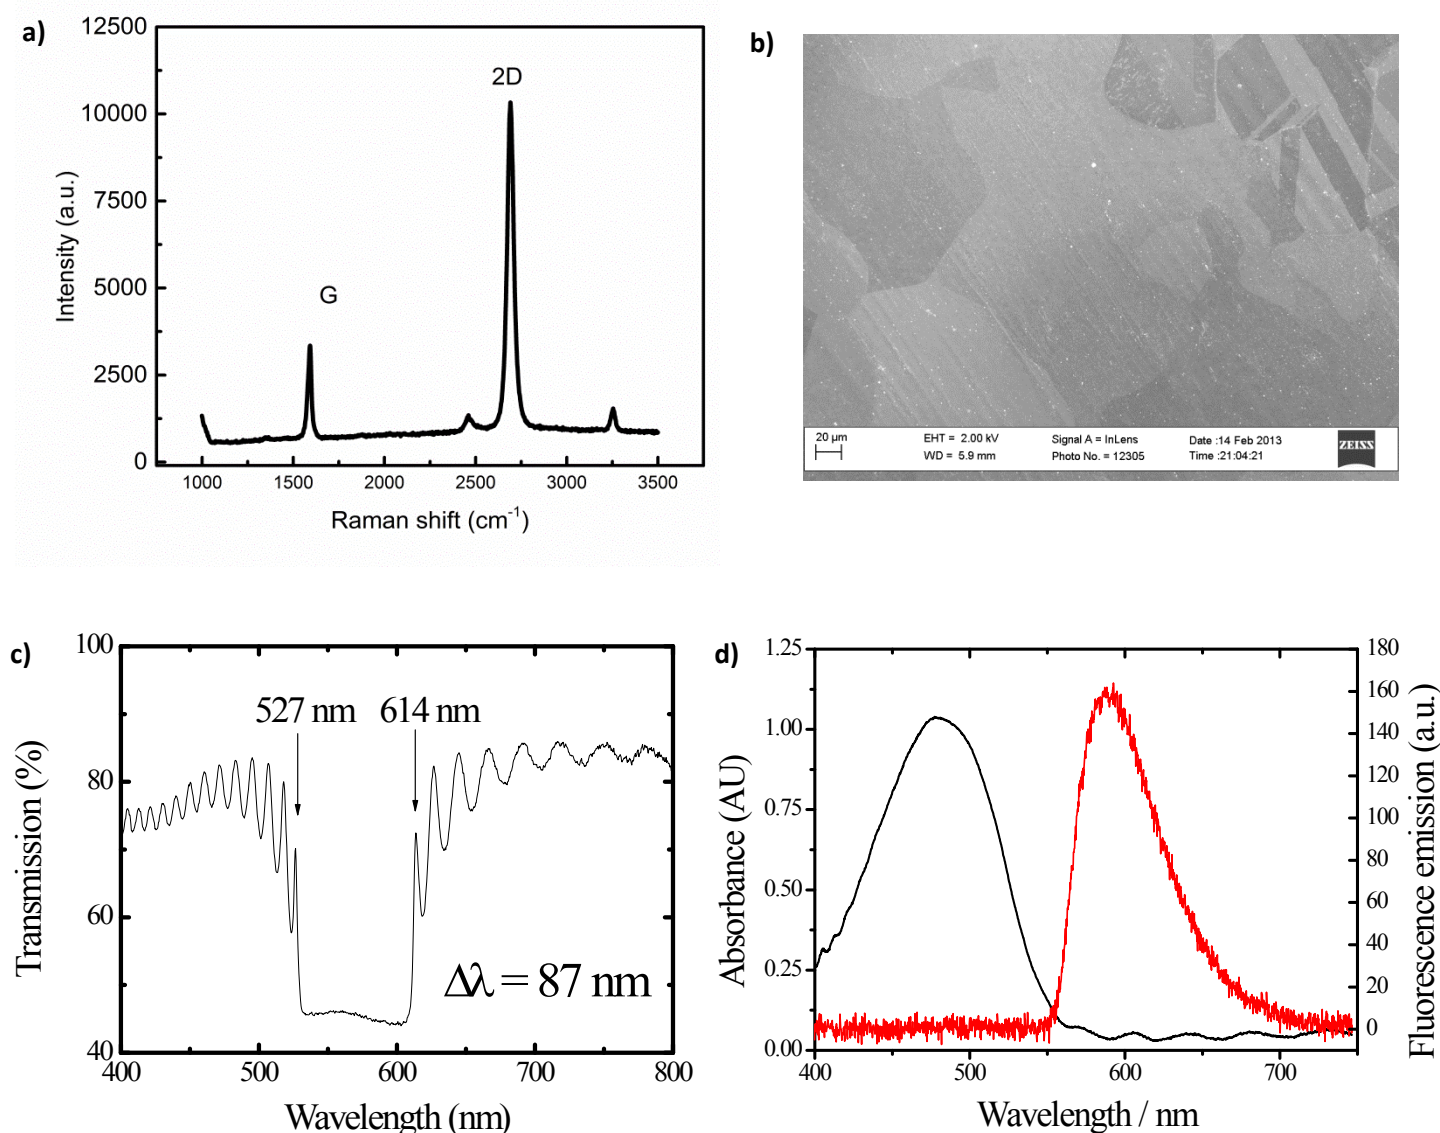 a)
12500
10000
7500
5000
2500
0
Intensity (a.u.)
2D
G
1000 1500 2000 2500 3000 3500
Raman shift (cm⁻¹)
b)
20 µm
EHT = 2.00 kV Signal A = InLens Date :14 Feb 2013
WD = 5.9 mm Photo No. = 12305 Time :21:04:21
ZEISS
c)
100
80
60
40
Transmission (%)
527 nm 614 nm
Δλ = 87 nm
400 500 600 700 800
Wavelength (nm)
d)
1.25
1.00
0.75
0.50
0.25
0.00
Absorbance (AU)
180
160
140
120
100
80
60
40
20
0
Fluorescence emission (a.u.)
400 500 600 700
Wavelength / nm